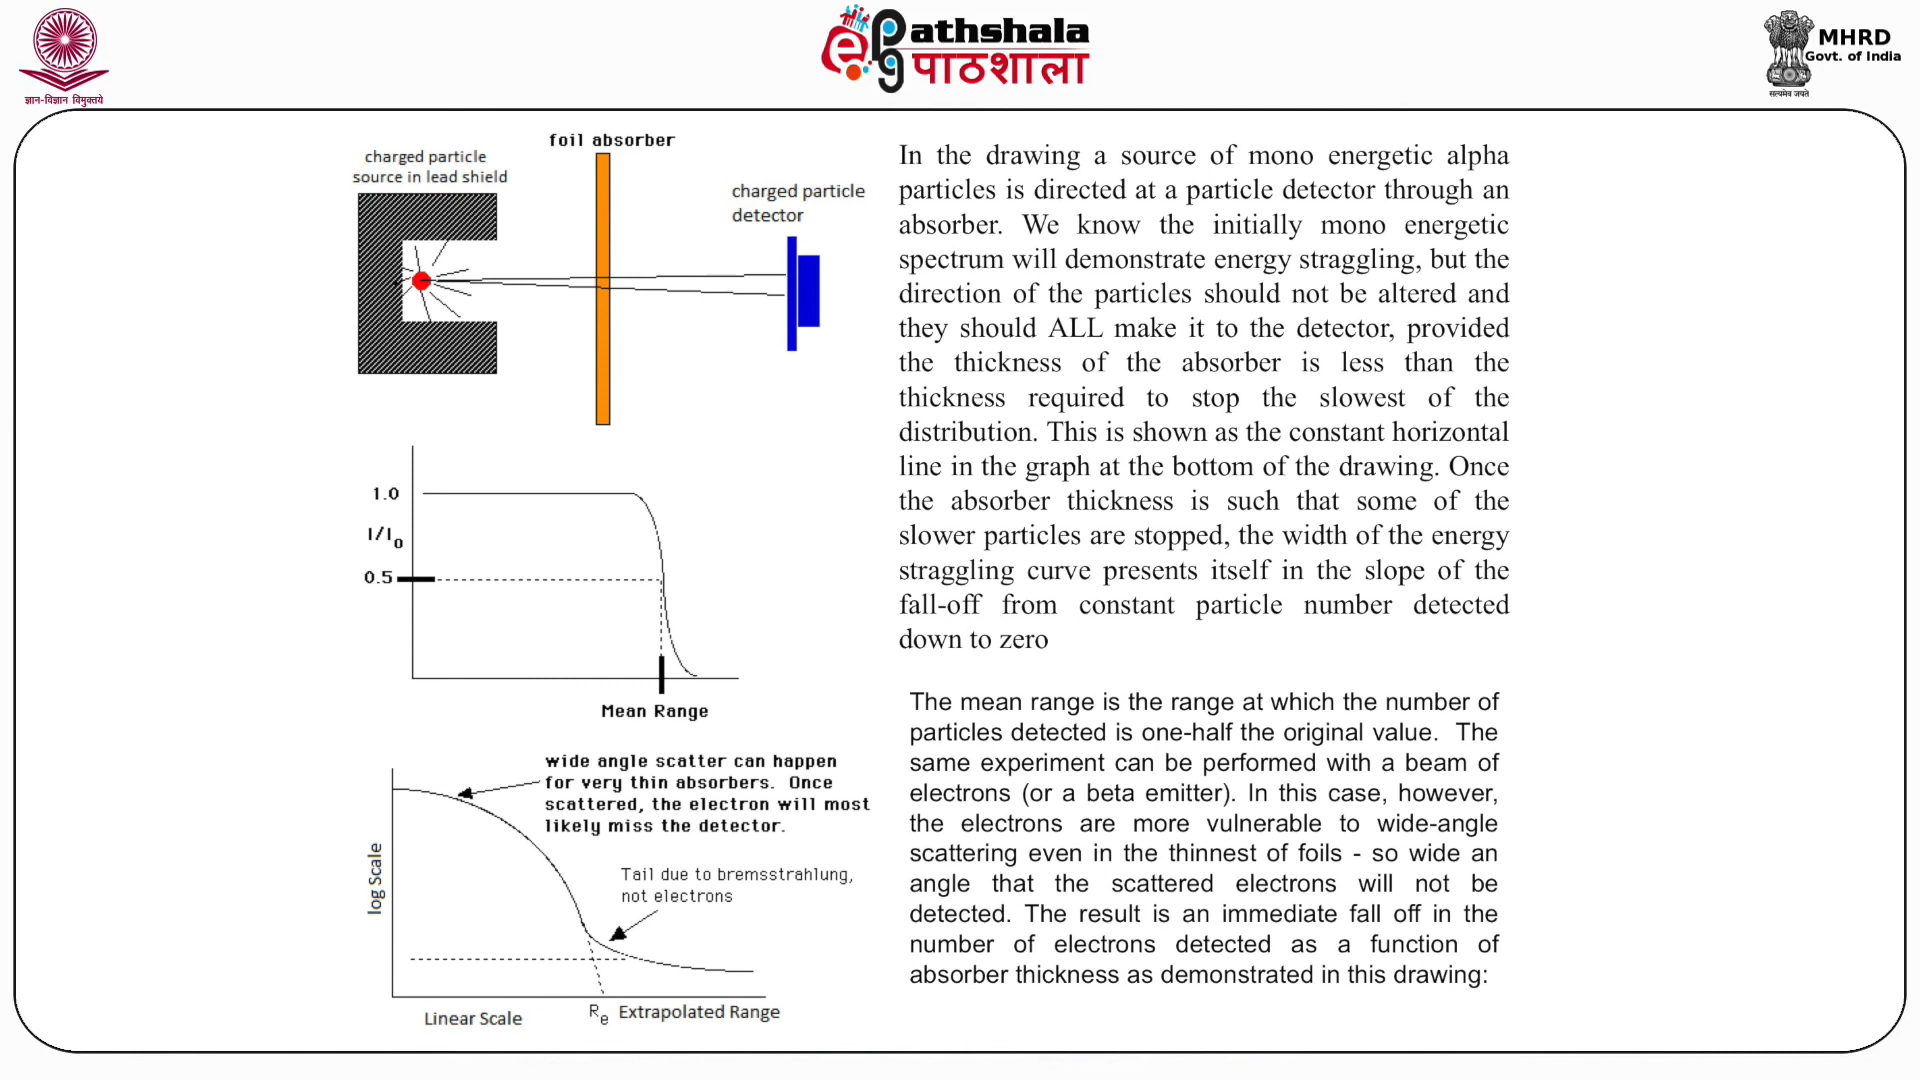 ज्ञान-विज्ञान विमुक्तये
ePathshala
पाठशाला
MHRD
Govt. of India
सत्यमेव जयते
foil absorber
charged particle
source in lead shield
charged particle
detector
1.0
I/I0
0.5
Mean Range
wide angle scatter can happen
for very thin absorbers. Once
scattered, the electron will most
likely miss the detector.
Tail due to bremsstrahlung,
not electrons
log Scale
Linear Scale
Re Extrapolated Range
In the drawing a source of mono energetic alpha
particles is directed at a particle detector through an
absorber. We know the initially mono energetic
spectrum will demonstrate energy straggling, but the
direction of the particles should not be altered and
they should ALL make it to the detector, provided
the thickness of the absorber is less than the
thickness required to stop the slowest of the
distribution. This is shown as the constant horizontal
line in the graph at the bottom of the drawing. Once
the absorber thickness is such that some of the
slower particles are stopped, the width of the energy
straggling curve presents itself in the slope of the
fall-off from constant particle number detected
down to zero
The mean range is the range at which the number of
particles detected is one-half the original value. The
same experiment can be performed with a beam of
electrons (or a beta emitter). In this case, however,
the electrons are more vulnerable to wide-angle
scattering even in the thinnest of foils - so wide an
angle that the scattered electrons will not be
detected. The result is an immediate fall off in the
number of electrons detected as a function of
absorber thickness as demonstrated in this drawing: